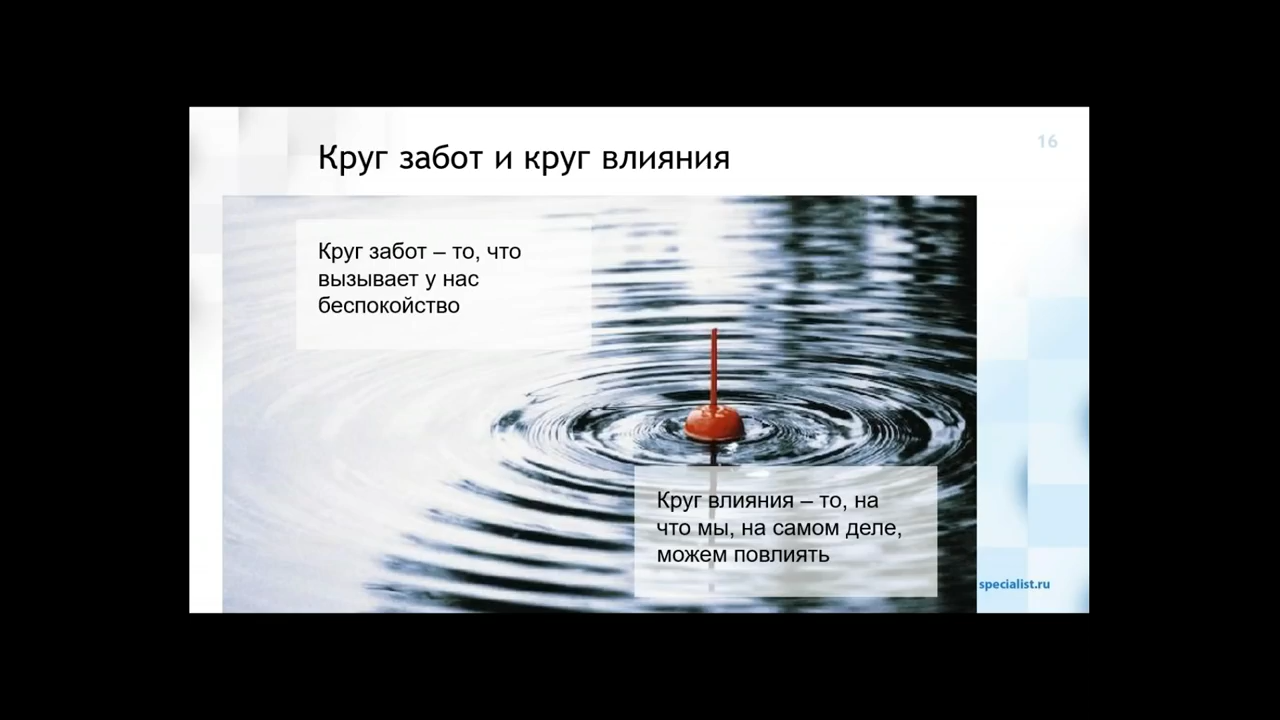 16
Круг забот и круг влияния
Круг забот – то, что
вызывает у нас
беспокойство
Круг влияния – то, на
что мы, на самом деле,
можем повлиять
specialist.ru